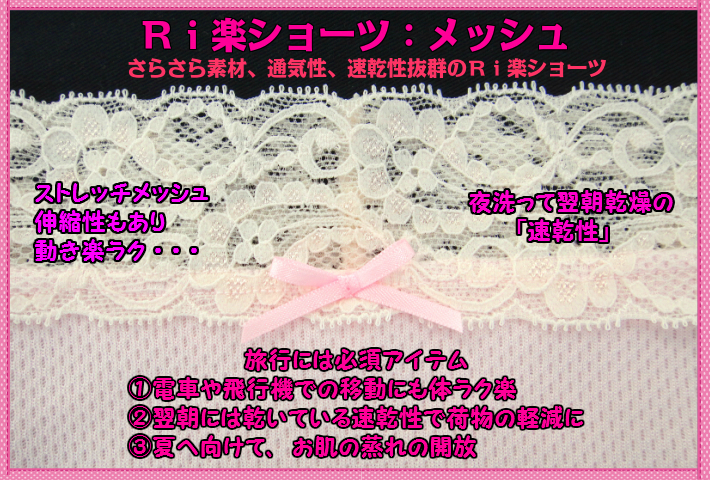 Ｒｉ楽ショーツ：メッシュ
さらさら素材、通気性、速乾性抜群のＲｉ楽ショーツ
ストレッチメッシュ
伸縮性もあり
動き楽ラク・・・
夜洗って翌朝乾燥の
「速乾性」
旅行には必須アイテム
①電車や飛行機での移動にも体ラク楽
②翌朝には乾いている速乾性で荷物の軽減に
③夏へ向けて、お肌の蒸れの開放